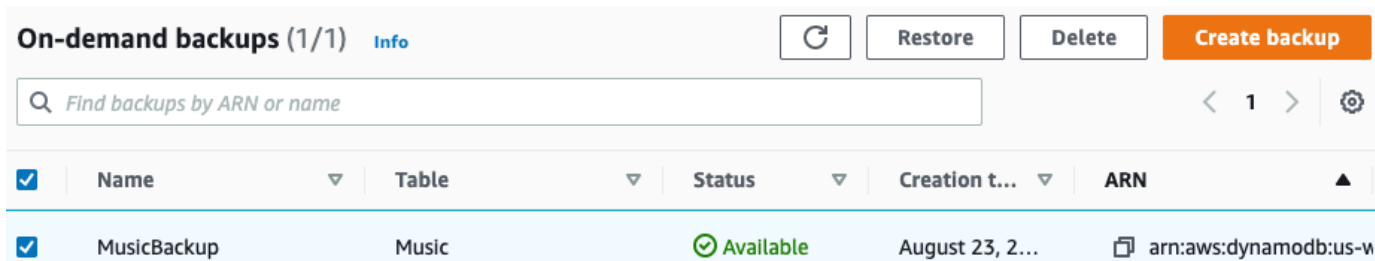 On-demand backups (1/1) Info Restore Delete Create backup
Find backups by ARN or name 1
Name Table Status Creation t... ARN
MusicBackup Music Available August 23, 2... arn:aws:dynamodb:us-w